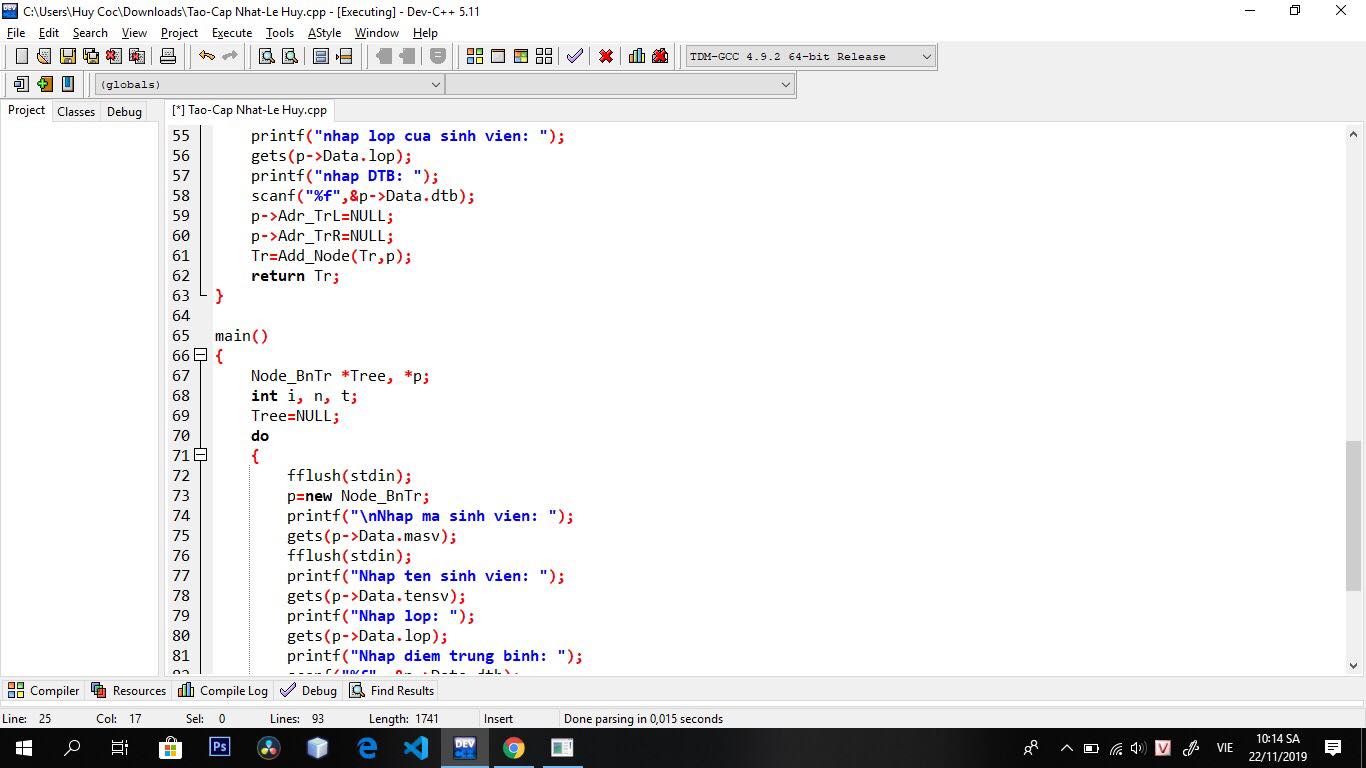 C:\Users\Huy Coc\Downloads\Tao-Cap Nhat-Le Huy.cpp - [Executing] - Dev-C++ 5.11
File Edit Search View Project Execute Tools AStyle Window Help
TDM-GCC 4.9.2 64-bit Release
(globals)
Project Classes Debug [*] Tao-Cap Nhat-Le Huy.cpp
55 printf("nhap lop cua sinh vien: ");
56 gets(p->Data.lop);
57 printf("nhap DTB: ");
58 scanf("%f",&p->Data.dtb);
59 p->Adr_TrL=NULL;
60 p->Adr_TrR=NULL;
61 Tr=Add_Node(Tr,p);
62 return Tr;
63 }
64
65 main()
66 {
67 Node_BnTr *Tree, *p;
68 int i, n, t;
69 Tree=NULL;
70 do
71 {
72 fflush(stdin);
73 p=new Node_BnTr;
74 printf("\nNhap ma sinh vien: ");
75 gets(p->Data.masv);
76 fflush(stdin);
77 printf("Nhap ten sinh vien: ");
78 gets(p->Data.tensv);
79 printf("Nhap lop: ");
80 gets(p->Data.lop);
81 printf("Nhap diem trung binh: ");
82 scanf("%f", &p->Data.dtb);
Compiler Resources Compile Log Debug Find Results
Line: 25 Col: 17 Sel: 0 Lines: 93 Length: 1741 Insert Done parsing in 0,015 seconds
Ps DEV V VIE 10:14 SA
22/11/2019